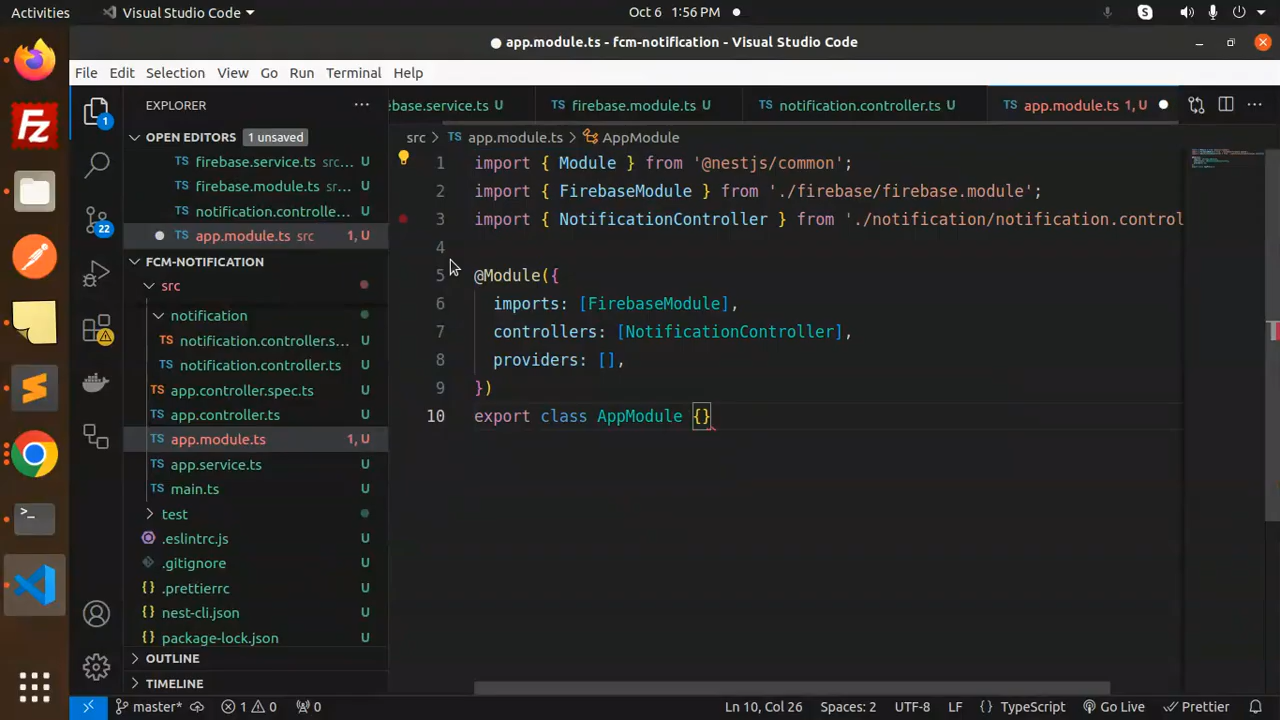 Activities
Visual Studio Code
Oct 6 1:56 PM
app.module.ts - fcm-notification - Visual Studio Code
File Edit Selection View Go Run Terminal Help
EXPLORER
base.service.ts U
firebase.module.ts U
notification.controller.ts U
app.module.ts 1, U
OPEN EDITORS 1 unsaved
src > app.module.ts > AppModule
firebase.service.ts src... U
firebase.module.ts sr... U
notification.controlle... U
app.module.ts src 1, U
FCM-NOTIFICATION
src
notification
notification.controller.s... U
notification.controller.ts U
app.controller.spec.ts U
app.controller.ts U
app.module.ts 1, U
app.service.ts U
main.ts U
test
.eslintrc.js U
.gitignore U
.prettierrc U
nest-cli.json U
package-lock.json U
OUTLINE
TIMELINE
1 import { Module } from '@nestjs/common';
2 import { FirebaseModule } from './firebase/firebase.module';
3 import { NotificationController } from './notification/notification.control
4
5 @Module({
6 imports: [FirebaseModule],
7 controllers: [NotificationController],
8 providers: [],
9 })
10 export class AppModule {}
master* 1 0 0
Ln 10, Col 26 Spaces: 2 UTF-8 LF {} TypeScript Go Live Prettier
1
22